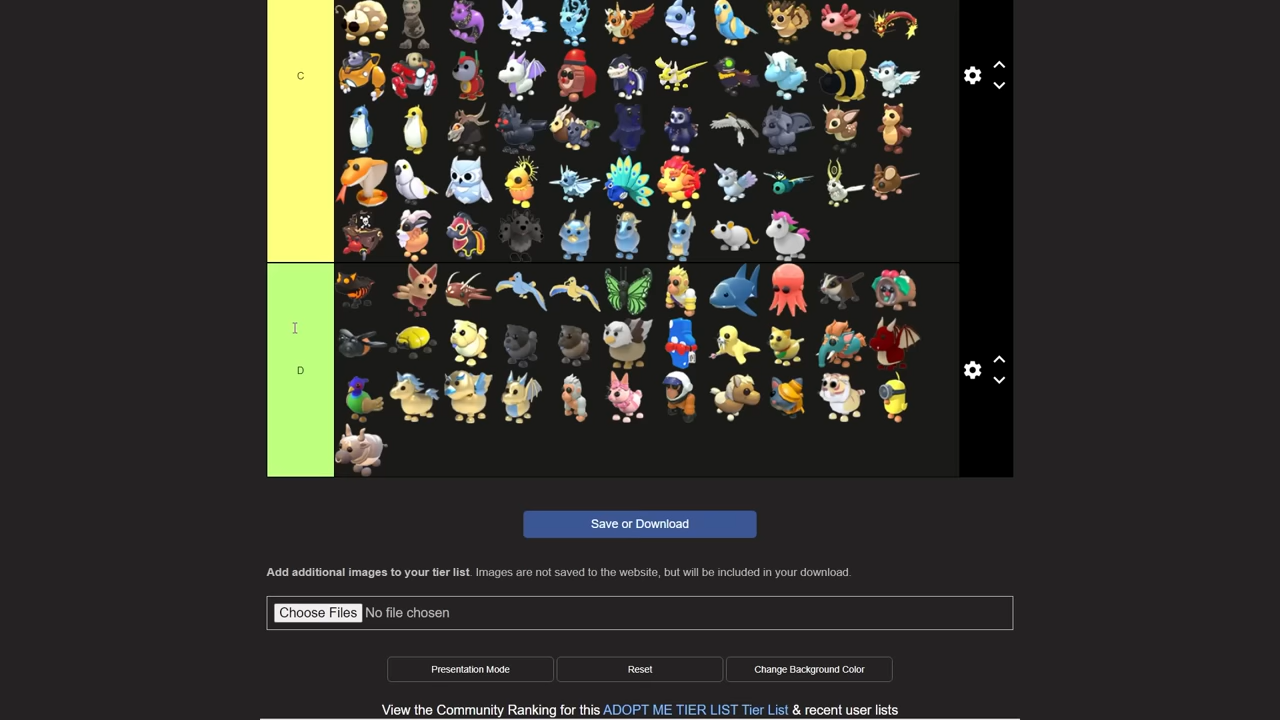 C
D
Save or Download
Add additional images to your tier list. Images are not saved to the website, but will be included in your download.
Choose Files No file chosen
Presentation Mode
Reset
Change Background Color
View the Community Ranking for this ADOPT ME TIER LIST Tier List & recent user lists